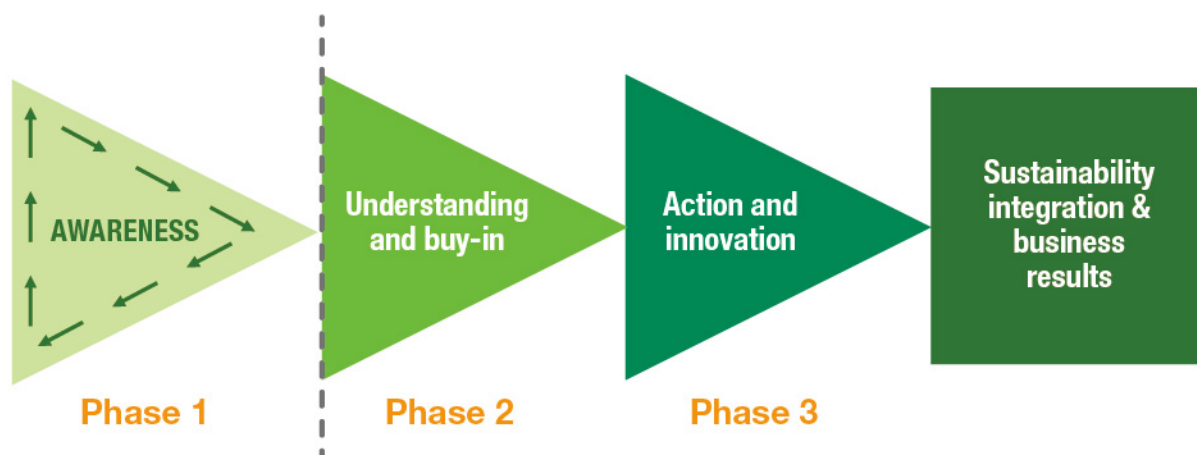 AWARENESS
Understanding
and buy-in
Action and
innovation
Sustainability
integration &
business
results
Phase 1
Phase 2
Phase 3